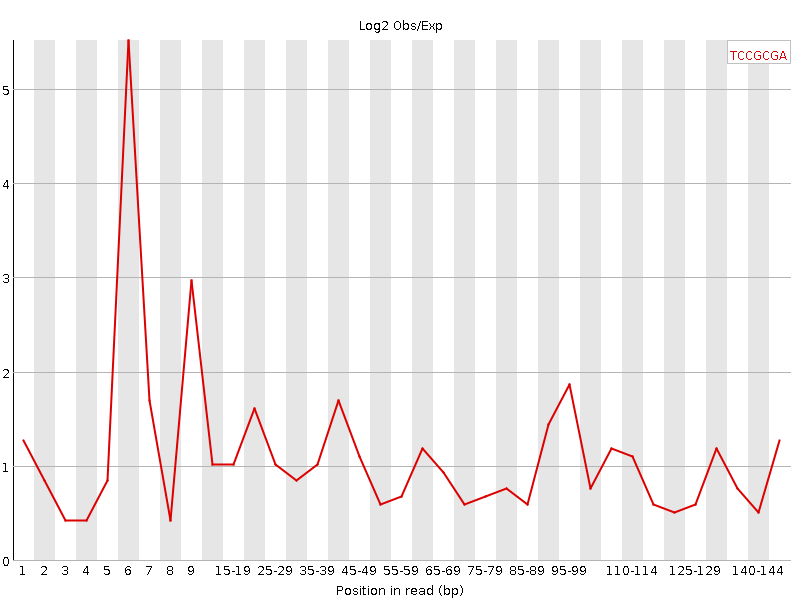 Log2 Obs/Exp
TCCGCGA
5
4
3
2
1
0
1 2 3 4 5 6 7 8 9 15-19 25-29 35-39 45-49 55-59 65-69 75-79 85-89 95-99 110-114 125-129 140-144
Position in read (bp)